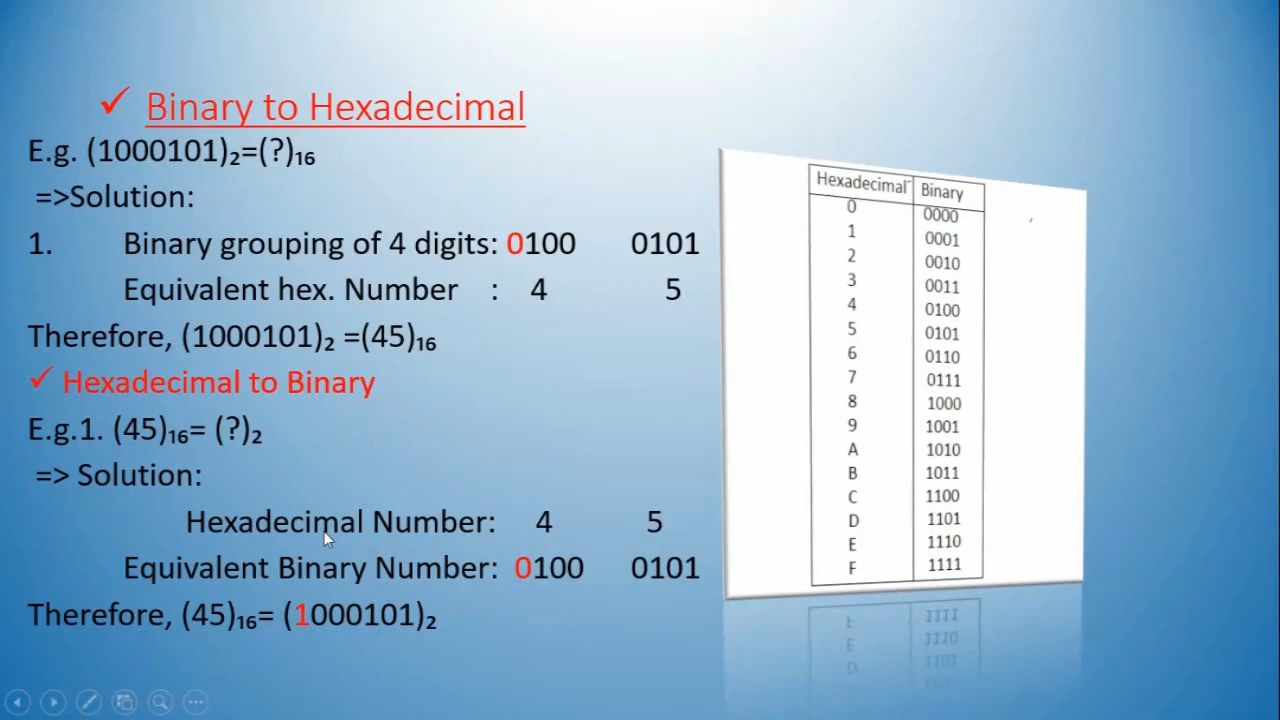 ✓ Binary to Hexadecimal
E.g. (1000101)₂=(?)₁₆
=>Solution:
1. Binary grouping of 4 digits: 0100 0101
Equivalent hex. Number : 4 5
Therefore, (1000101)₂ =(45)₁₆
✓ Hexadecimal to Binary
E.g.1. (45)₁₆= (?)₂
=> Solution:
Hexadecimal Number: 4 5
Equivalent Binary Number: 0100 0101
Therefore, (45)₁₆= (1000101)₂
Hexadecimal Binary
0 0000
1 0001
2 0010
3 0011
4 0100
5 0101
6 0110
7 0111
8 1000
9 1001
A 1010
B 1011
C 1100
D 1101
E 1110
F 1111